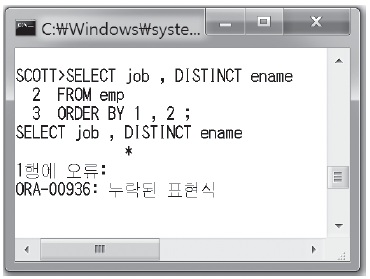 C:₩Windows₩syste...
SCOTT>SELECT job , DISTINCT ename
2 FROM emp
3 ORDER BY 1 , 2 ;
SELECT job , DISTINCT ename
*
1행에 오류:
ORA-00936: 누락된 표현식